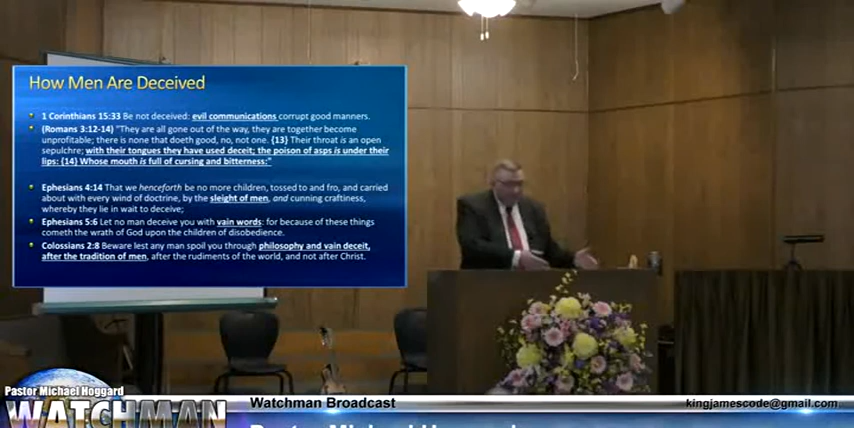 How Men Are Deceived
1 Corinthians 15:33 Be not deceived: evil communications corrupt good manners.
(Romans 3:12-14) "They are all gone out of the way, they are together become
unprofitable; there is none that doeth good, no, not one. {13} Their throat is an open
sepulchre; with their tongues they have used deceit; the poison of asps is under their
lips: {14} Whose mouth is full of cursing and bitterness:"
Ephesians 4:14 That we henceforth be no more children, tossed to and fro, and carried
about with every wind of doctrine, by the sleight of men, and cunning craftiness,
whereby they lie in wait to deceive;
Ephesians 5:6 Let no man deceive you with vain words: for because of these things
cometh the wrath of God upon the children of disobedience.
Colossians 2:8 Beware lest any man spoil you through philosophy and vain deceit,
after the tradition of men, after the rudiments of the world, and not after Christ.
Pastor Michael Hoggard
WATCHMAN
Watchman Broadcast
kingjamescode@gmail.com
Pastor Michael